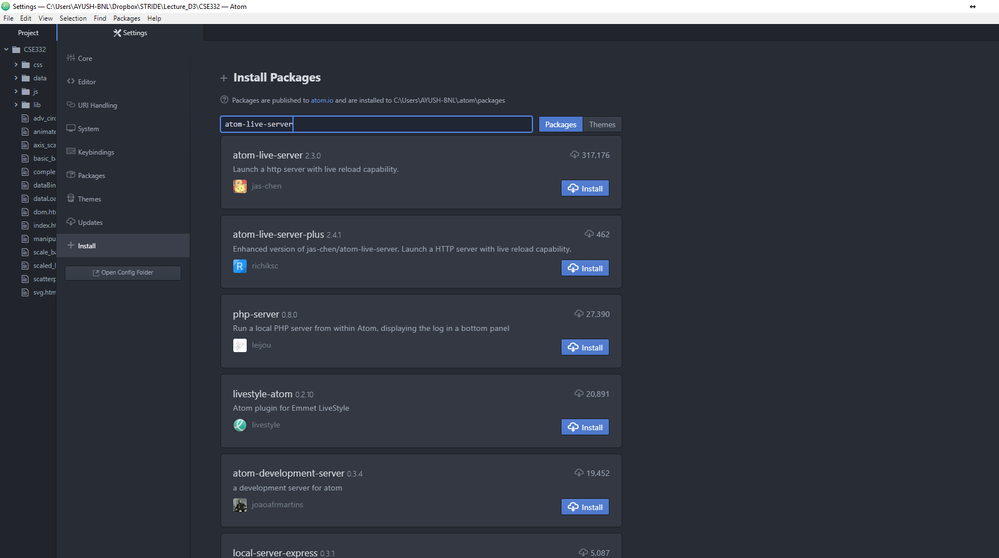 Settings — C:\Users\AYUSH-BNL\Dropbox\STRIDE\Lecture_D3\CSE332 — Atom
File Edit View Selection Find Packages Help
Project
Settings
CSE332
css
data
js
lib
adv_circ
animate
axis_sca
basic_ba
comple
dataBin
dataLoa
dom.htm
index.ht
manipu
scale_ba
scaled_b
scatterp
svg.htm
Core
Editor
URI Handling
System
Keybindings
Packages
Themes
Updates
Install
Open Config Folder
Install Packages
Packages are published to atom.io and are installed to C:\Users\AYUSH-BNL\.atom\packages
atom-live-server
Packages Themes
atom-live-server 2.3.0 317,176
Launch a http server with live reload capability.
jas-chen
Install
atom-live-server-plus 2.4.1 462
Enhanced version of jas-chen/atom-live-server. Launch a HTTP server with live reload capability.
R richiksc
Install
php-server 0.8.0 27,390
Run a local PHP server from within Atom, displaying the log in a bottom panel
leijou
Install
livestyle-atom 0.2.10 20,891
Atom plugin for Emmet LiveStyle
livestyle
Install
atom-development-server 0.3.4 19,452
a development server for atom
joaoafrmartins
Install
local-server-express 0.3.1 5,087